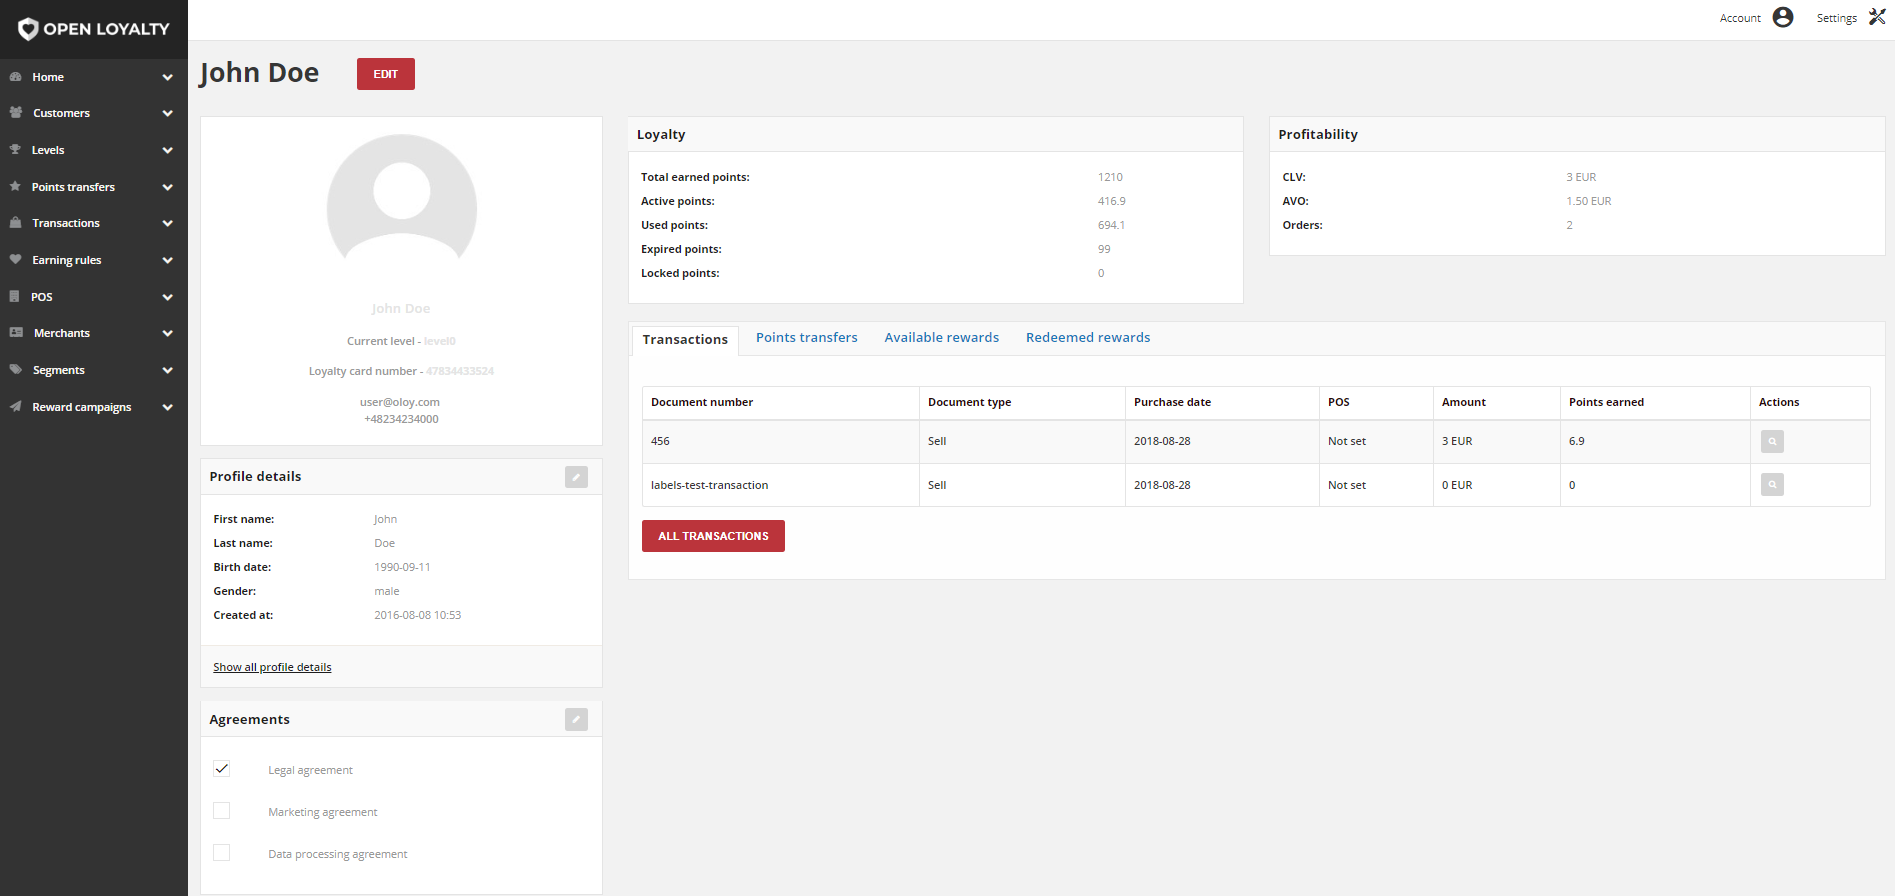 OPEN LOYALTY
Account
Settings
Home
Customers
Levels
Points transfers
Transactions
Earning rules
POS
Merchants
Segments
Reward campaigns
John Doe
EDIT
John Doe
Current level - level0
Loyalty card number - 47834433524
user@oloy.com
+48234234000
Profile details
First name: John
Last name: Doe
Birth date: 1990-09-11
Gender: male
Created at: 2016-08-08 10:53
Show all profile details
Agreements
Legal agreement
Marketing agreement
Data processing agreement
Loyalty
Total earned points: 1210
Active points: 416.9
Used points: 694.1
Expired points: 99
Locked points: 0
Profitability
CLV: 3 EUR
AVO: 1.50 EUR
Orders: 2
Transactions Points transfers Available rewards Redeemed rewards
Document number Document type Purchase date POS Amount Points earned Actions
456 Sell 2018-08-28 Not set 3 EUR 6.9
labels-test-transaction Sell 2018-08-28 Not set 0 EUR 0
ALL TRANSACTIONS